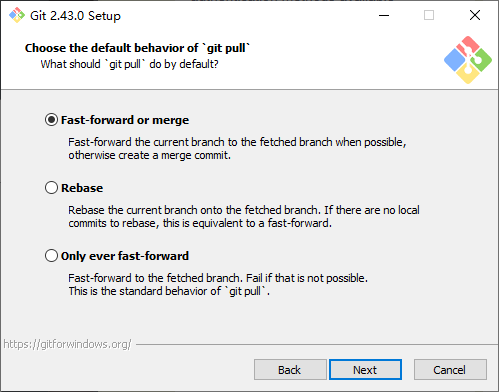 Git 2.43.0 Setup
Choose the default behavior of `git pull`
What should `git pull` do by default?
Fast-forward or merge
Fast-forward the current branch to the fetched branch when possible,
otherwise create a merge commit.
Rebase
Rebase the current branch onto the fetched branch. If there are no local
commits to rebase, this is equivalent to a fast-forward.
Only ever fast-forward
Fast-forward to the fetched branch. Fail if that is not possible.
This is the standard behavior of `git pull`.
https://gitforwindows.org/
Back
Next
Cancel